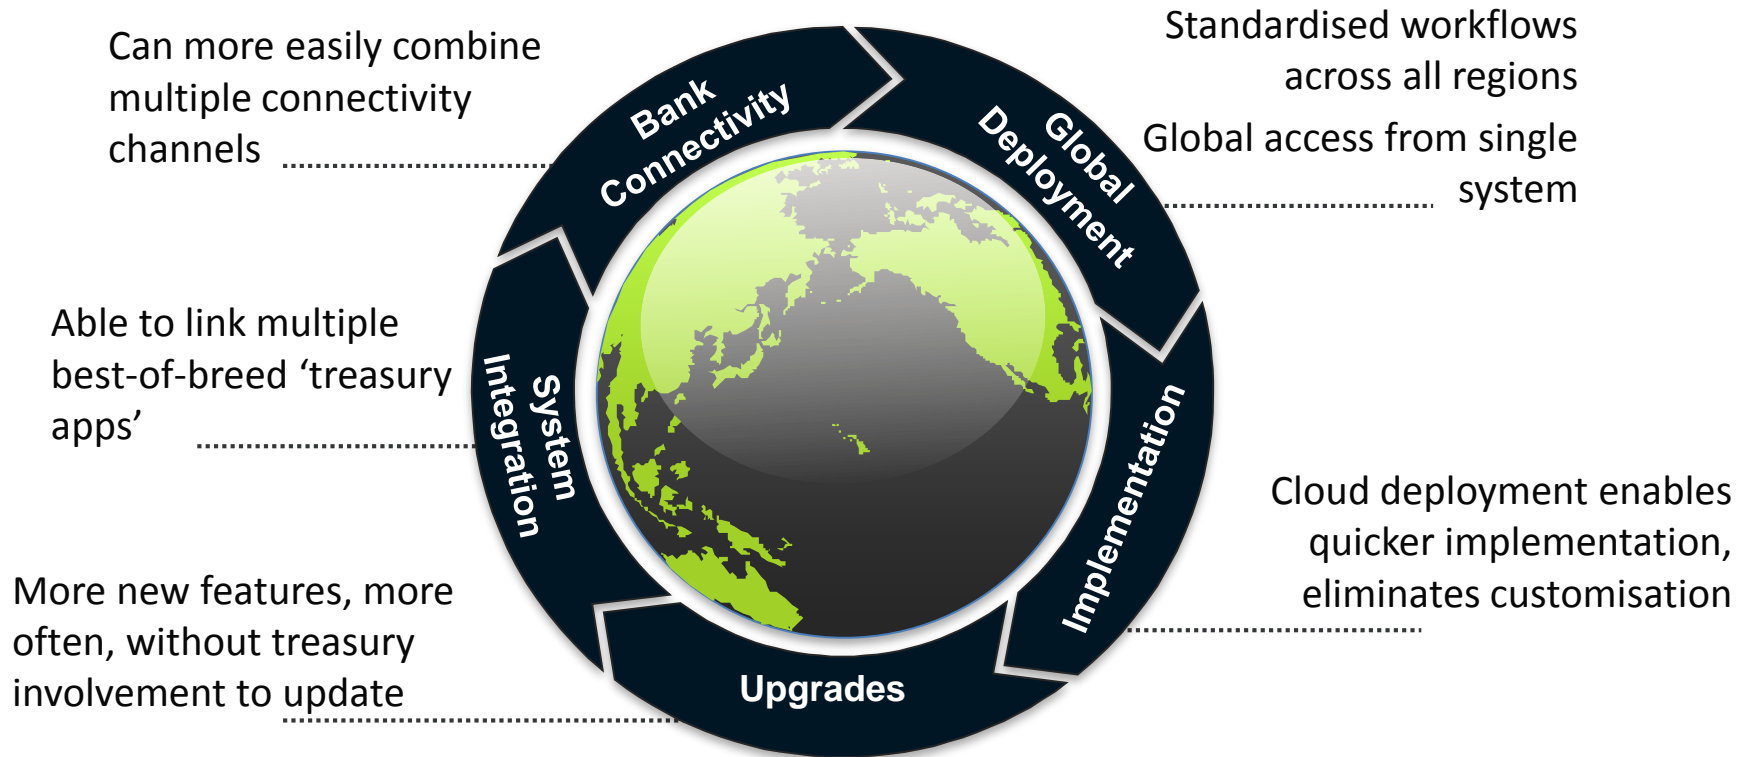 Can more easily combine
multiple connectivity
channels
Bank
Connectivity
Standardised workflows
across all regions
Global access from single
system
Global
Deployment
Able to link multiple
best-of-breed ‘treasury
apps’
System
Integration
Implementation
Cloud deployment enables
quicker implementation,
eliminates customisation
More new features, more
often, without treasury
involvement to update
Upgrades